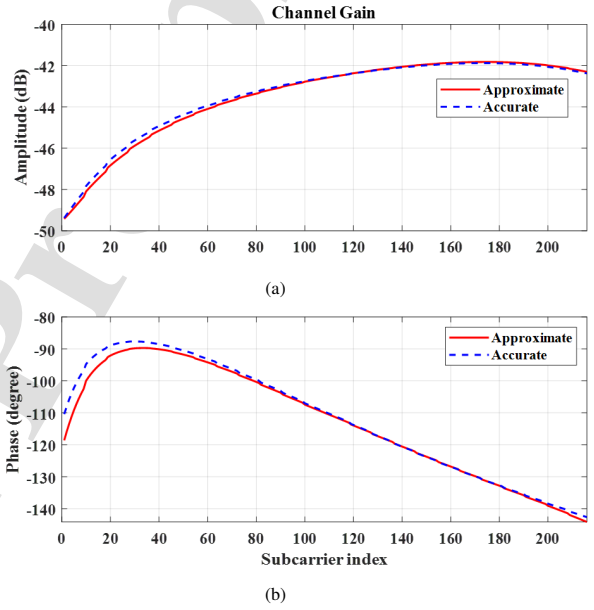 Channel Gain
-40
-42
-44
-46
-48
-50
Amplitude (dB)
Approximate
Accurate
0 20 40 60 80 100 120 140 160 180 200
(a)
-80
-90
-100
-110
-120
-130
-140
Phase (degree)
Approximate
Accurate
0 20 40 60 80 100 120 140 160 180 200
Subcarrier index
(b)